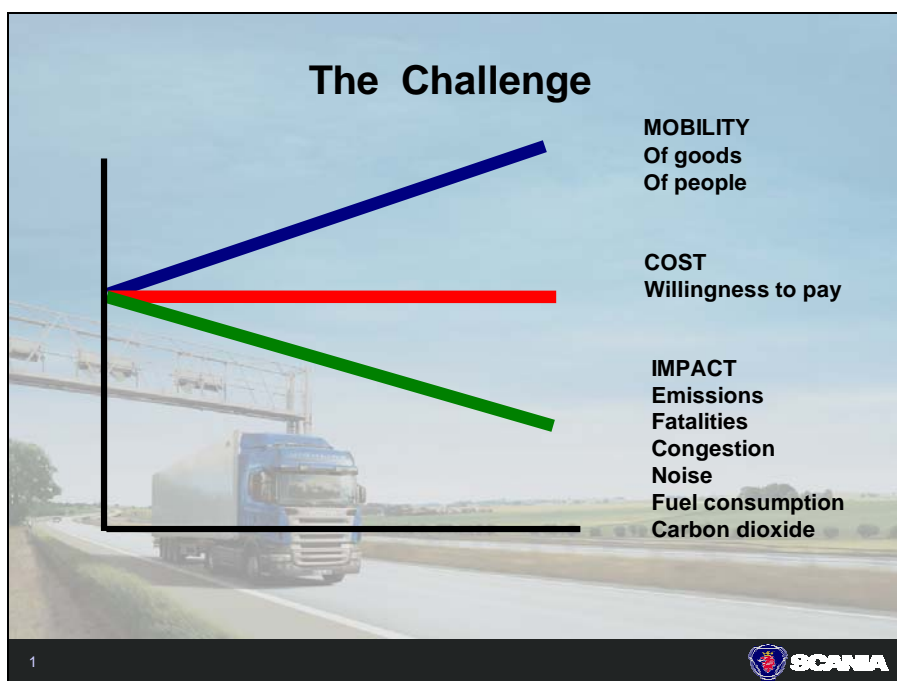 The Challenge
MOBILITY
Of goods
Of people
COST
Willingness to pay
IMPACT
Emissions
Fatalities
Congestion
Noise
Fuel consumption
Carbon dioxide
1
SCANIA